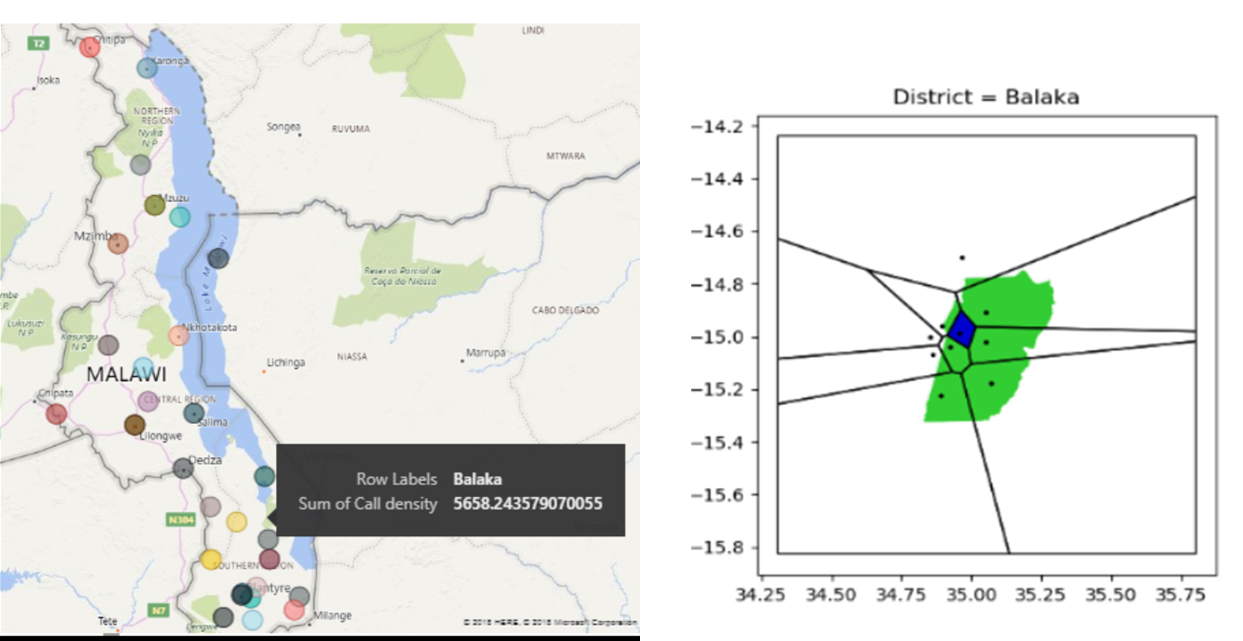 LINDI
T2
Chitipa
Karonga
Isoka
NORTHERN
REGION
Nyika
N.P.
Songea
RUVUMA
MTWARA
Mzuzu
Mzimba
Lake M
Reserva Parcial de
Caça do Niassa
CABO DELGADO
Lukusuzi
N.P.
Kasungu
N.P.
Nkhotakota
NIASSA
Marrupa
Lichinga
MALAWI
Chipata
CENTRAL REGION
Salima
Lilongwe
Dedza
Row Labels Balaka
Sum of Call density 5658.243579070055
N304
SOUTHERN REGION
Blantyre
N7
Tete
Lengwe
Milange
© 2018 HERE, © 2018 Microsoft Corporation
District = Balaka
−14.2
−14.4
−14.6
−14.8
−15.0
−15.2
−15.4
−15.6
−15.8
34.25 34.50 34.75 35.00 35.25 35.50 35.75